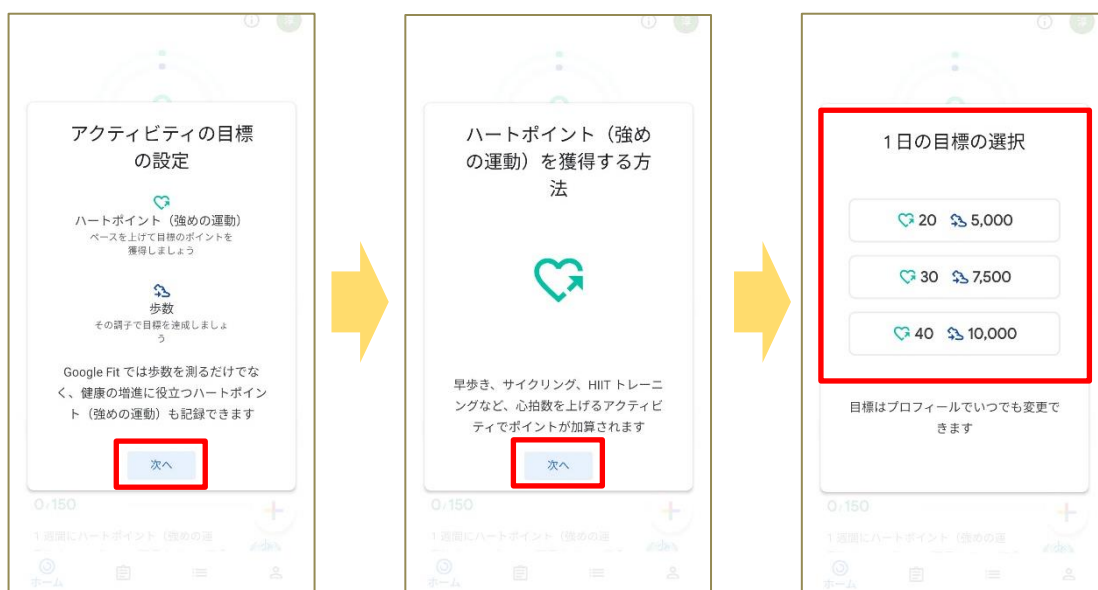 アクティビティの目標
の設定
ハートポイント（強めの運動）
ペースを上げて目標のポイントを
獲得しましょう
歩数
その調子で目標を達成しましょ
う
Google Fit では歩数を測るだけでな
く、健康の増進に役立つハートポイン
ト（強めの運動）も記録できます
次へ
0/150
1 週間にハートポイント（強めの運
ホーム
ハートポイント（強め
の運動）を獲得する方
法
早歩き、サイクリング、HIIT トレーニ
ングなど、心拍数を上げるアクティビ
ティでポイントが加算されます
次へ
0/150
1 週間にハートポイント（強めの運
ホーム
1日の目標の選択
20 5,000
30 7,500
40 10,000
目標はプロフィールでいつでも変更で
きます
0/150
1 週間にハートポイント（強めの運
ホーム